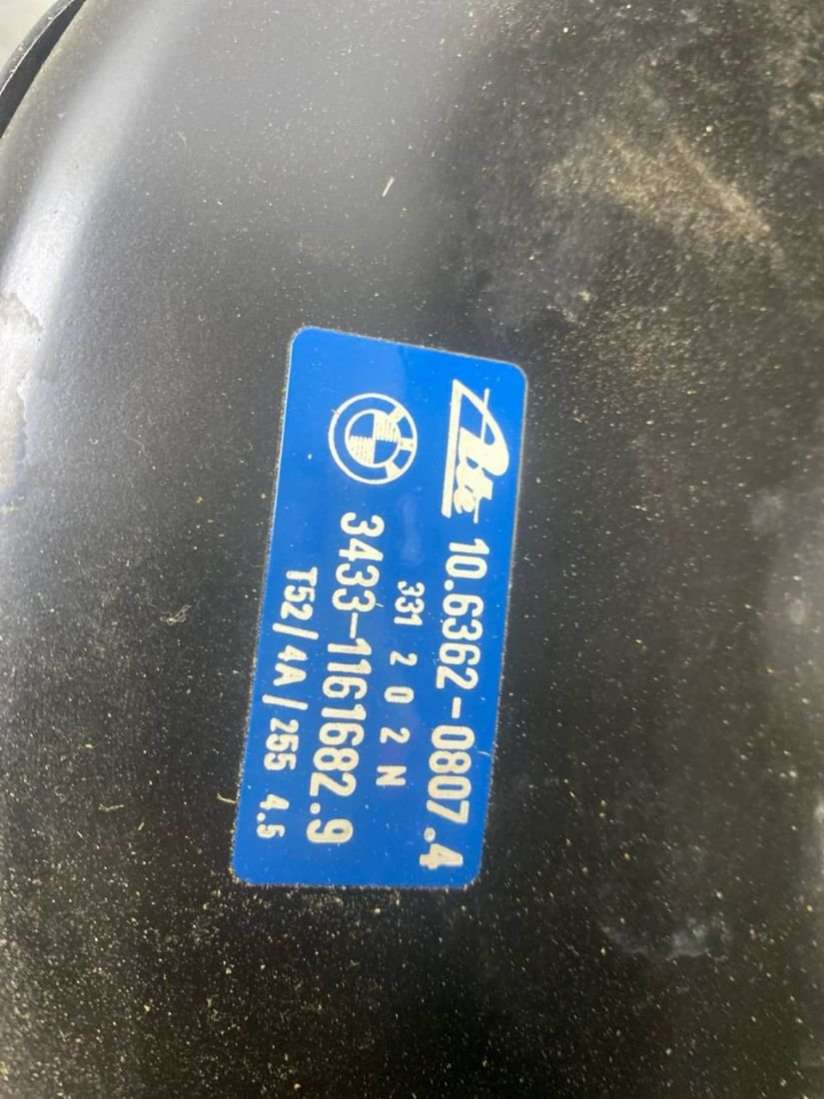 Ate 10.6362-0807.4
331 2 0 2 N
3433-1161682.9
T52/4A/255 4.5